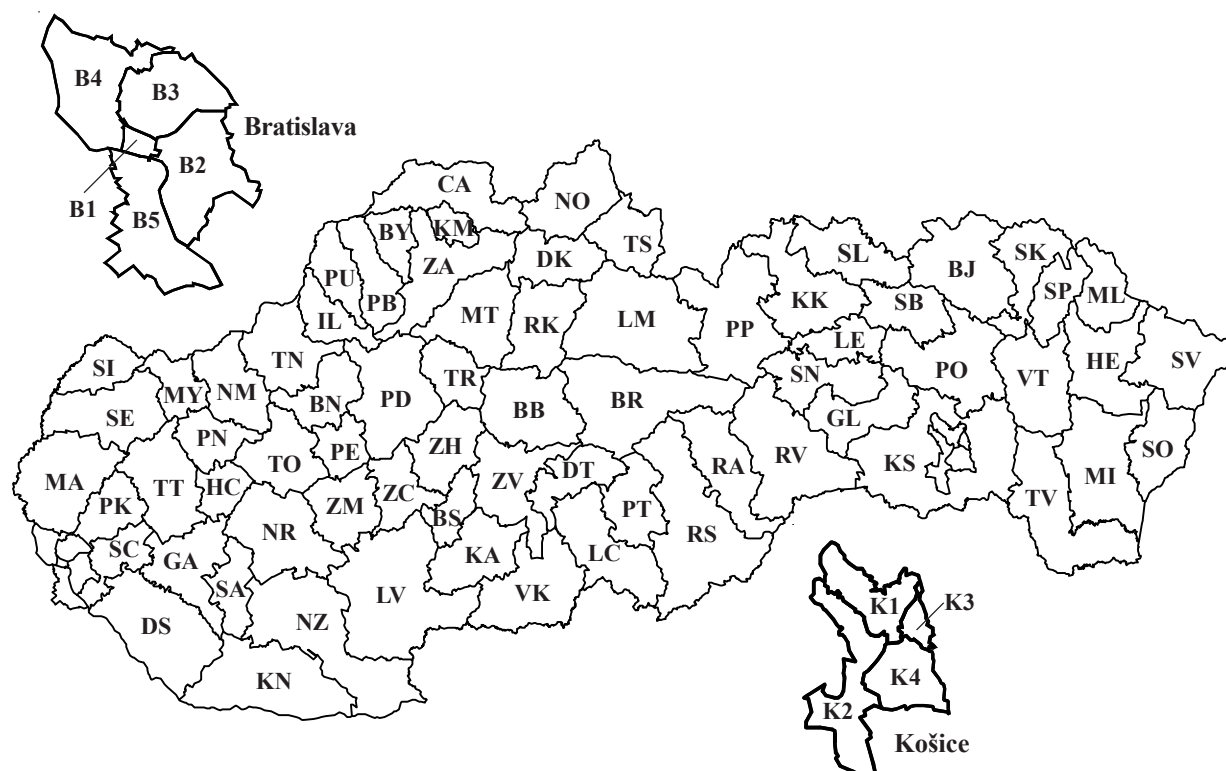 B4
B3
Bratislava
B2
B1
B5
CA
NO
BY
KM
TS
SL
BJ
SK
PU
ZA
DK
SP
ML
PB
KK
SB
IL
MT
RK
LM
PP
LE
HE
SV
SI
TN
TR
SN
PO
VT
MY
NM
BN
PD
BB
BR
SE
GL
PN
PE
ZH
SO
TO
DT
RA
RV
KS
MA
TT
HC
ZC
ZV
MI
PK
ZM
PT
TV
BS
NR
RS
SC
GA
KA
LC
SA
LV
VK
K1
K3
DS
NZ
KN
K4
K2
Košice